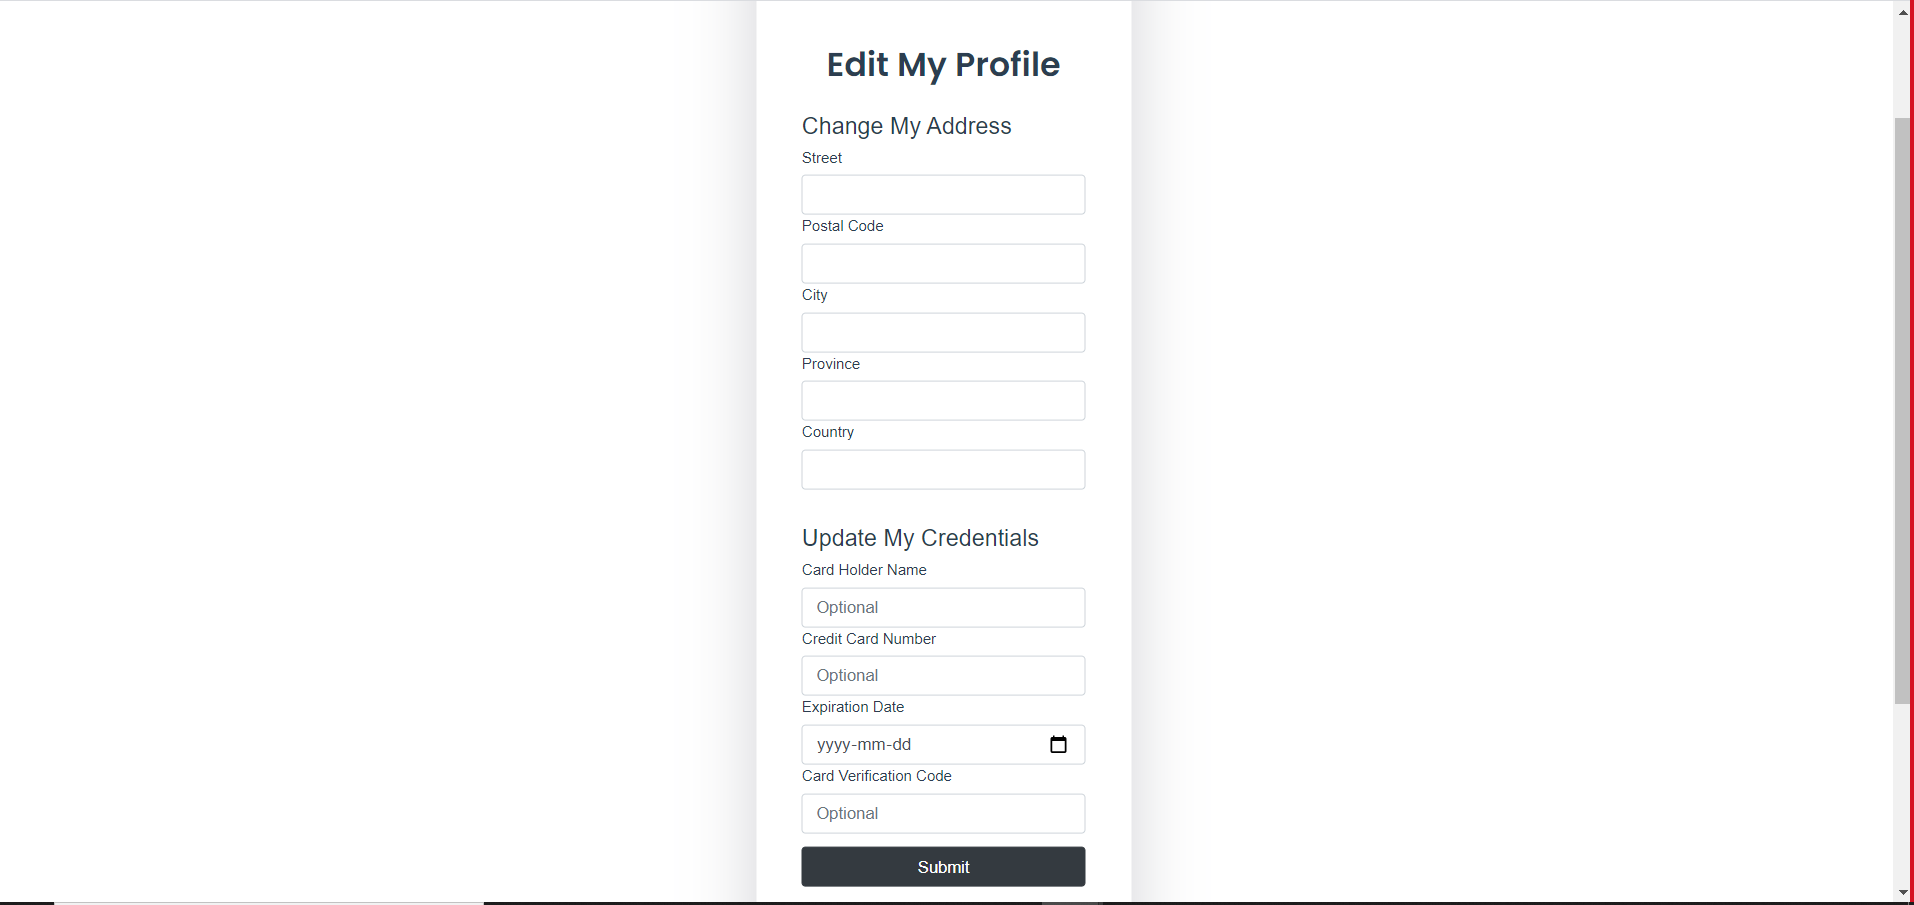 Edit My Profile
Change My Address
Street
Postal Code
City
Province
Country
Update My Credentials
Card Holder Name
Optional
Credit Card Number
Optional
Expiration Date
yyyy-mm-dd
Card Verification Code
Optional
Submit